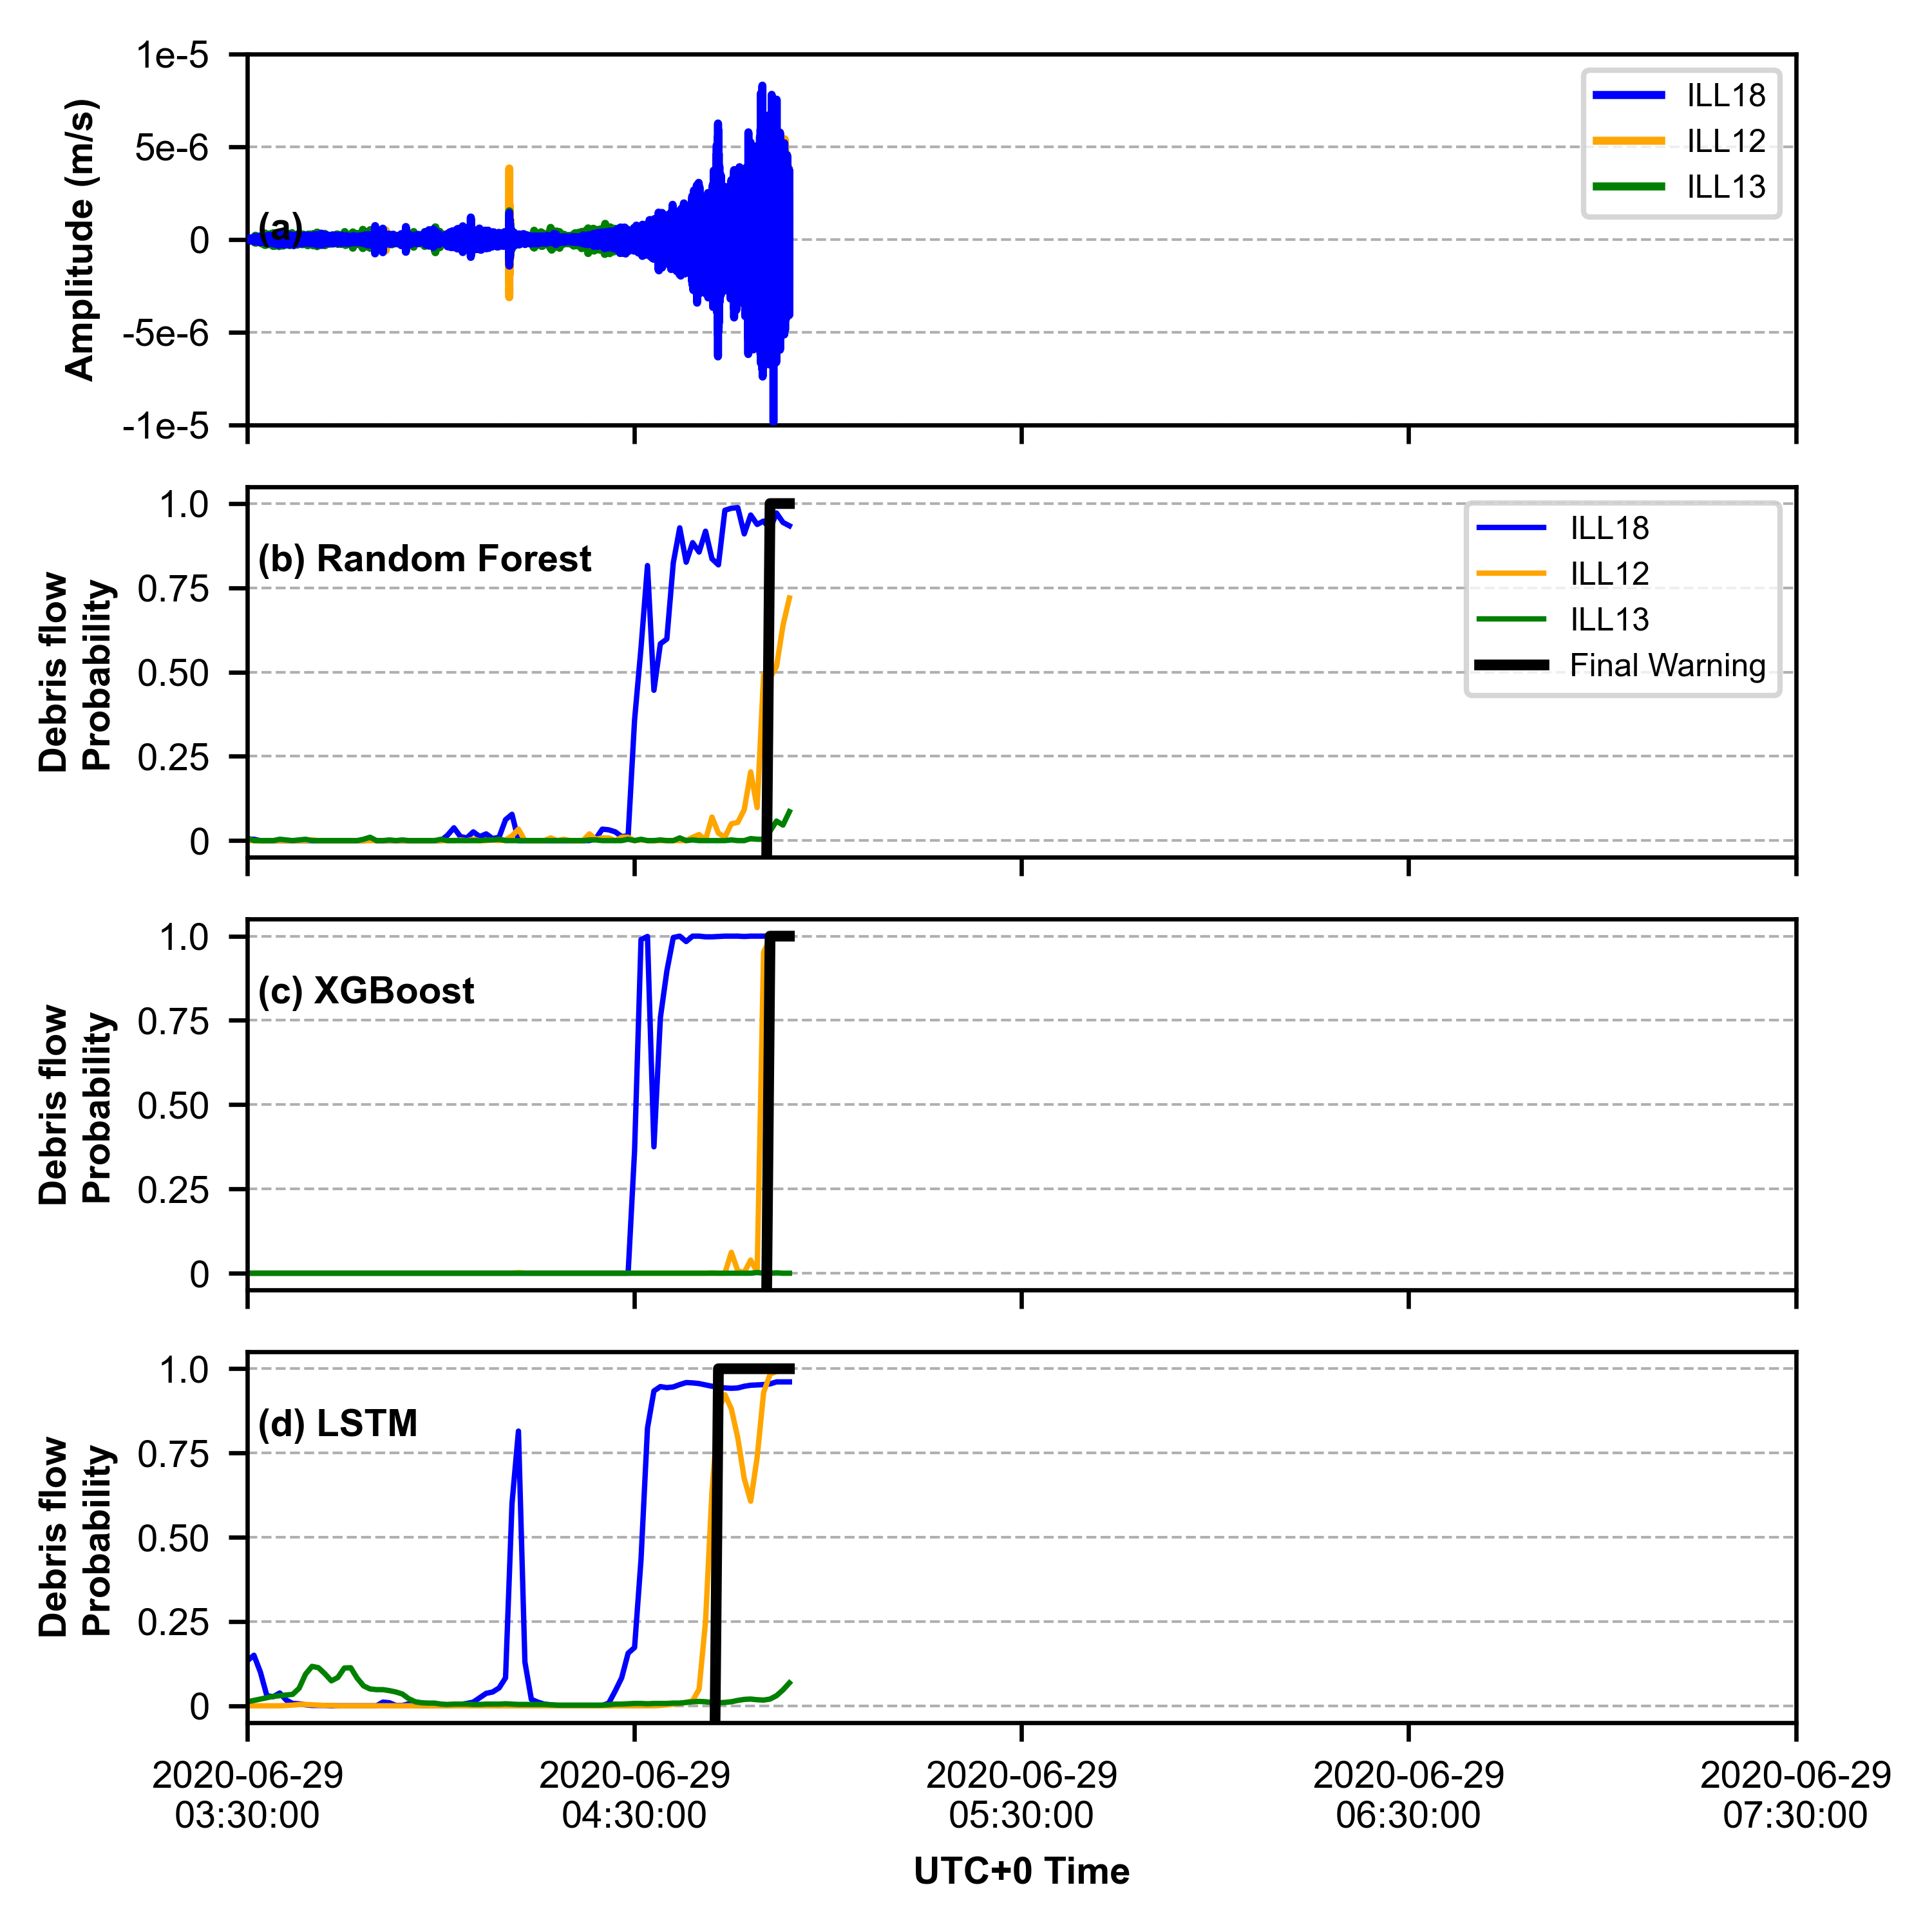 1e-5
5e-6
0
-5e-6
-1e-5
Amplitude (m/s)
(a)
ILL18
ILL12
ILL13
1.0
0.75
0.50
0.25
0
Debris flow
Probability
(b) Random Forest
ILL18
ILL12
ILL13
Final Warning
1.0
0.75
0.50
0.25
0
Debris flow
Probability
(c) XGBoost
1.0
0.75
0.50
0.25
0
Debris flow
Probability
(d) LSTM
2020-06-29
03:30:00
2020-06-29
04:30:00
2020-06-29
05:30:00
2020-06-29
06:30:00
2020-06-29
07:30:00
UTC+0 Time